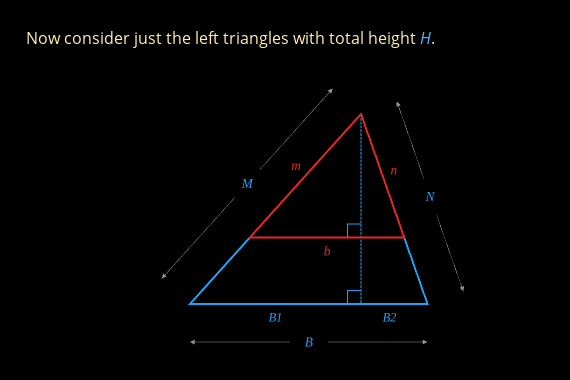 Now consider just the left triangles with total height H.
m
n
M
N
b
B1
B2
B